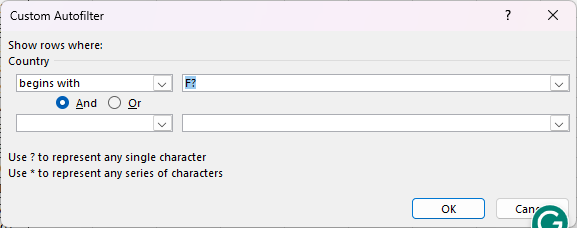 Custom Autofilter ? ×
Show rows where:
Country
begins with F?
And Or
Use ? to represent any single character
Use * to represent any series of characters
OK